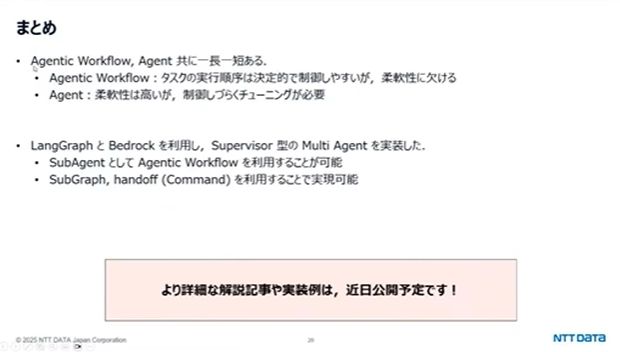 まとめ
• Agentic Workflow, Agent 共に一長一短ある．
• Agentic Workflow：タスクの実行順序は決定的で制御しやすいが，柔軟性に欠ける
• Agent：柔軟性は高いが，制御しづらくチューニングが必要
• LangGraph と Bedrock を利用し，Supervisor 型の Multi Agent を実装した．
• SubAgent として Agentic Workflow を利用することが可能
• SubGraph, handoff (Command) を利用することで実現可能
より詳細な解説記事や実装例は，近日公開予定です！
© 2025 NTT DATA Japan Corporation
NTT DATA